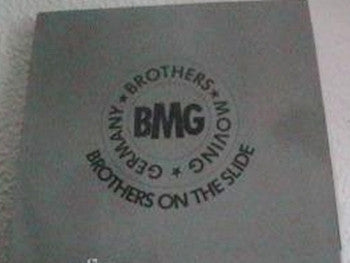 BROTHERS ★ MOVING ★ GERMANY ★
BMG
BROTHERS ON THE SLIDE